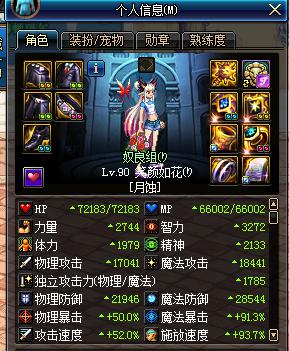 个人信息(M)
角色 装扮/宠物 勋章 熟练度
奴良组(\)
Lv.90 笑颜如花(\)
[月蚀]
HP 72183/72183 MP 66002/66002
力量 2744 智力 3272
体力 1979 精神 2133
物理攻击 17041 魔法攻击 18441
独立攻击力(物理/魔法) 1785
物理防御 21946 魔法防御 28544
物理暴击 +50.0% 魔法暴击 +91.3%
攻击速度 +52.0% 施放速度 +93.7%